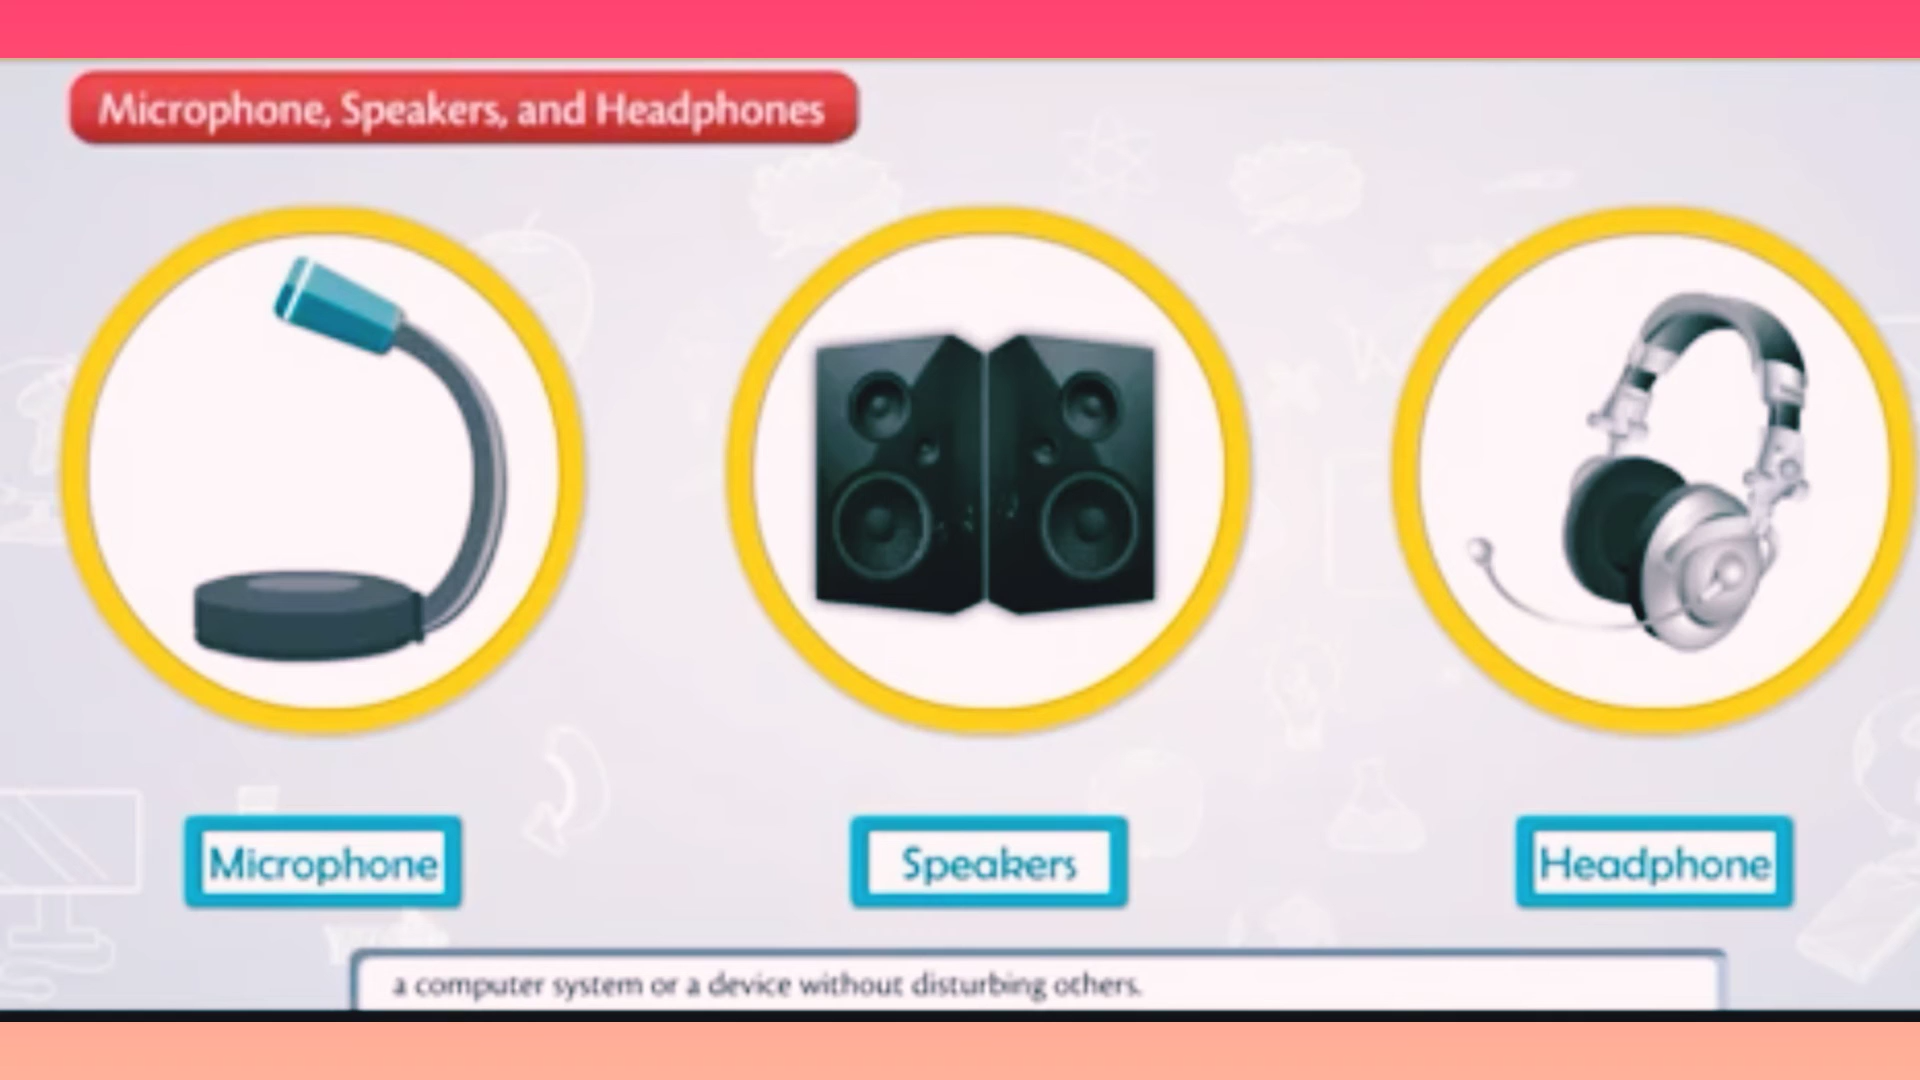 Microphone, Speakers, and Headphones
Microphone
Speakers
Headphone
a computer system or a device without disturbing others.